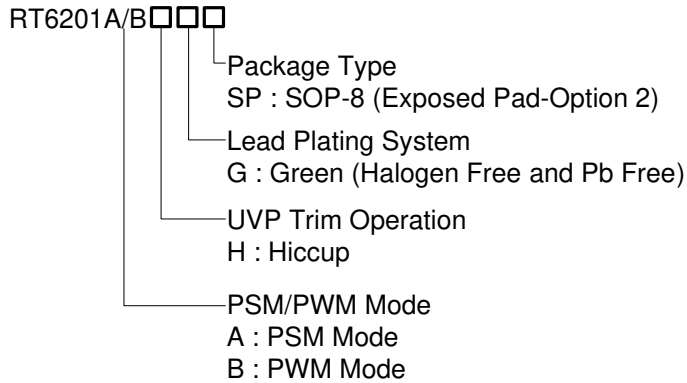 RT6201A/B□□□
Package Type
SP : SOP-8 (Exposed Pad-Option 2)
Lead Plating System
G : Green (Halogen Free and Pb Free)
UVP Trim Operation
H : Hiccup
PSM/PWM Mode
A : PSM Mode
B : PWM Mode